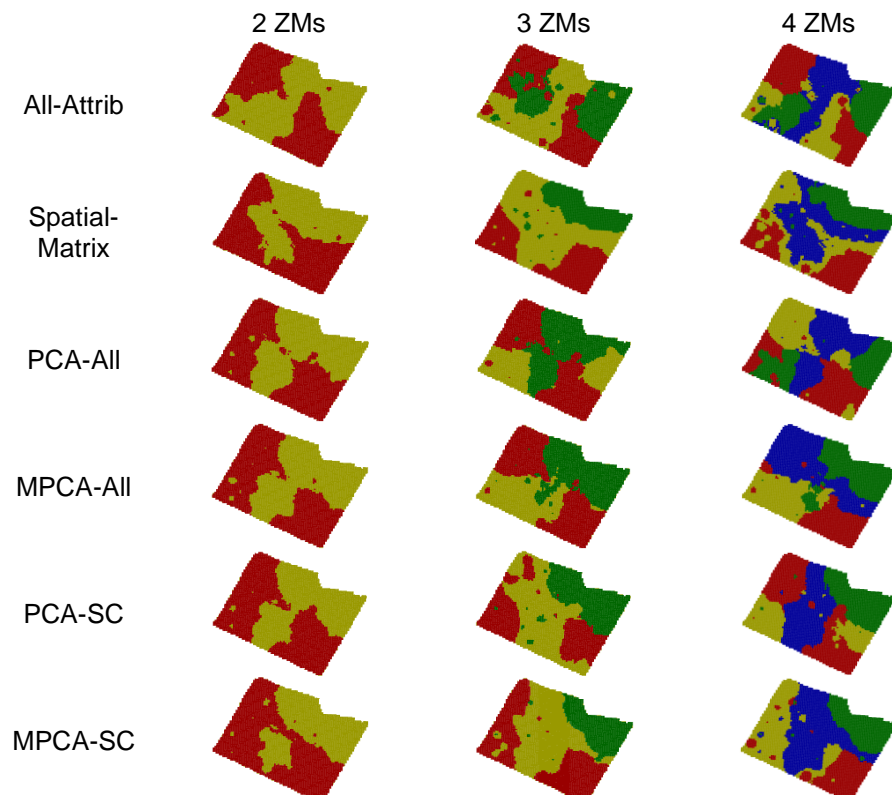 2 ZMs 3 ZMs 4 ZMs
All-Attrib
Spatial-
Matrix
PCA-All
MPCA-All
PCA-SC
MPCA-SC